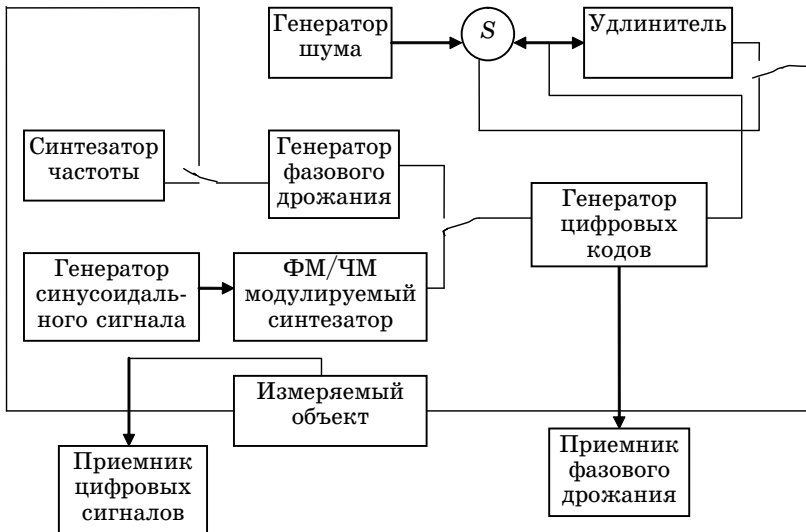 Генератор
шума
S
Удлинитель
Синтезатор
частоты
Генератор
фазового
дрожания
Генератор
цифровых
кодов
Генератор
синусоидаль-
ного сигнала
ФМ/ЧМ
модулируемый
синтезатор
Измеряемый
объект
Приемник
цифровых
сигналов
Приемник
фазового
дрожания